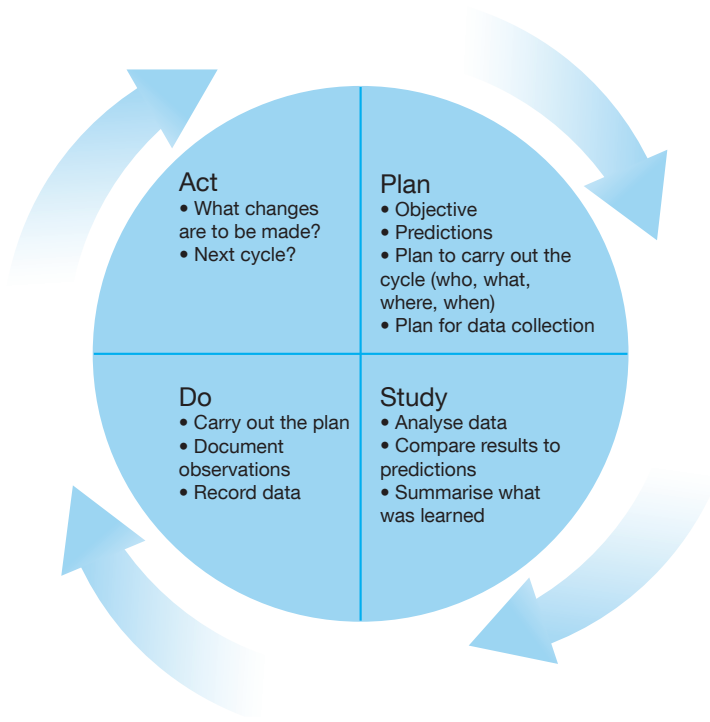 Act
• What changes
are to be made?
• Next cycle?
Plan
• Objective
• Predictions
• Plan to carry out the
cycle (who, what,
where, when)
• Plan for data collection
Do
• Carry out the plan
• Document
observations
• Record data
Study
• Analyse data
• Compare results to
predictions
• Summarise what
was learned